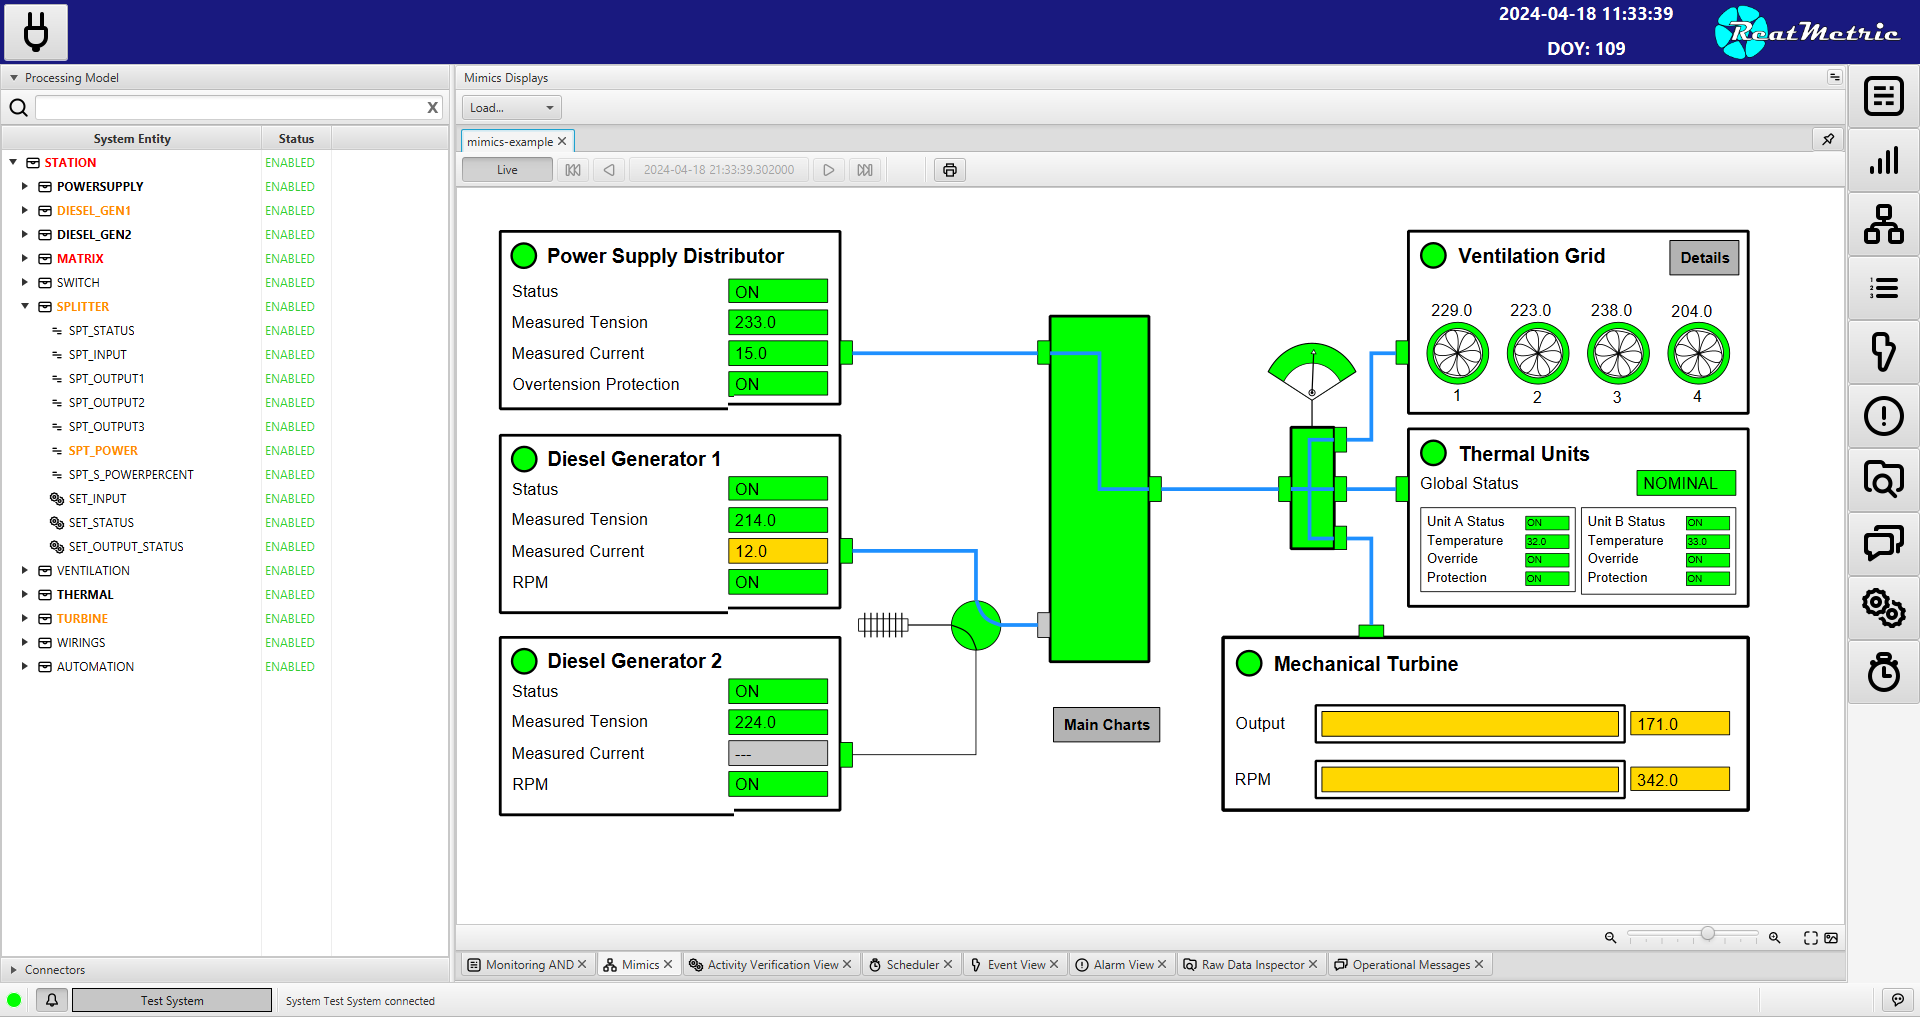 2024-04-18 11:33:39
DOY: 109
ReatMetric
Processing Model
X
System Entity Status
STATION ENABLED
POWERSUPPLY ENABLED
DIESEL_GEN1 ENABLED
DIESEL_GEN2 ENABLED
MATRIX ENABLED
SWITCH ENABLED
SPLITTER ENABLED
SPT_STATUS ENABLED
SPT_INPUT ENABLED
SPT_OUTPUT1 ENABLED
SPT_OUTPUT2 ENABLED
SPT_OUTPUT3 ENABLED
SPT_POWER ENABLED
SPT_S_POWERPERCENT ENABLED
SET_INPUT ENABLED
SET_STATUS ENABLED
SET_OUTPUT_STATUS ENABLED
VENTILATION ENABLED
THERMAL ENABLED
TURBINE ENABLED
WIRINGS ENABLED
AUTOMATION ENABLED
Connectors
Mimics Displays
Load...
mimics-example
Live 2024-04-18 21:33:39.302000
Power Supply Distributor
Status ON
Measured Tension 233.0
Measured Current 15.0
Overtension Protection ON
Diesel Generator 1
Status ON
Measured Tension 214.0
Measured Current 12.0
RPM ON
Diesel Generator 2
Status ON
Measured Tension 224.0
Measured Current ---
RPM ON
Main Charts
Ventilation Grid Details
229.0 223.0 238.0 204.0
1 2 3 4
Thermal Units
Global Status NOMINAL
Unit A Status ON Unit B Status ON
Temperature 32.0 Temperature 33.0
Override ON Override ON
Protection ON Protection ON
Mechanical Turbine
Output 171.0
RPM 342.0
Monitoring AND Mimics Activity Verification View Scheduler Event View Alarm View Raw Data Inspector Operational Messages
Test System System Test System connected